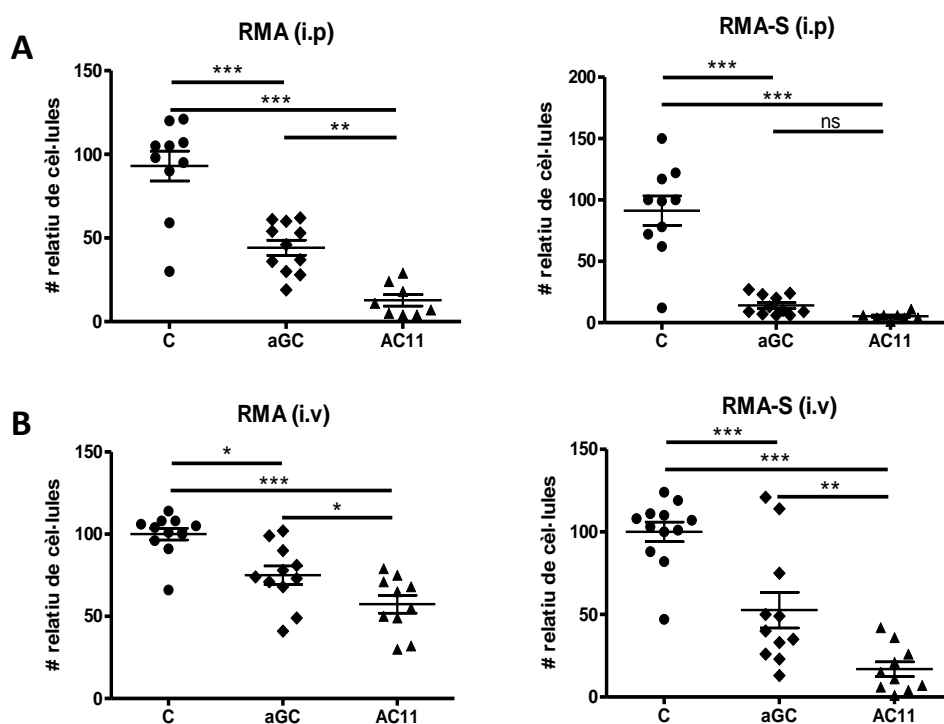 A
RMA (i.p)
# relatiu de cèl·lules
150
100
50
0
***
***
**
C
aGC
AC11
RMA-S (i.p)
# relatiu de cèl·lules
200
150
100
50
0
***
***
ns
C
aGC
AC11
B
RMA (i.v)
# relatiu de cèl·lules
150
100
50
0
*
***
*
C
aGC
AC11
RMA-S (i.v)
# relatiu de cèl·lules
150
100
50
0
***
***
**
C
aGC
AC11